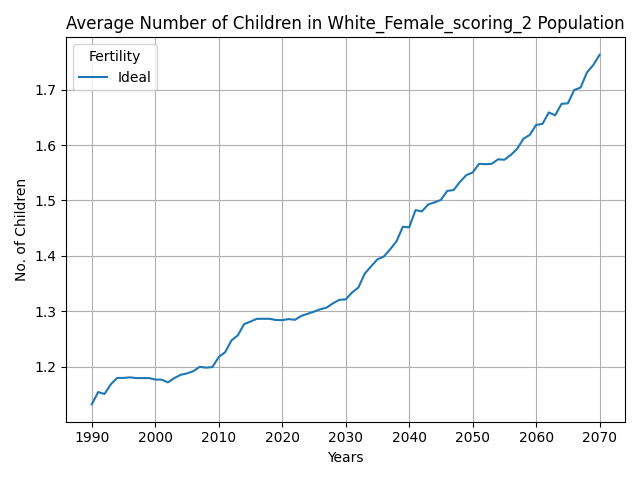 Average Number of Children in White_Female_scoring_2 Population
Fertility
Ideal
No. of Children
1.7
1.6
1.5
1.4
1.3
1.2
1990 2000 2010 2020 2030 2040 2050 2060 2070
Years